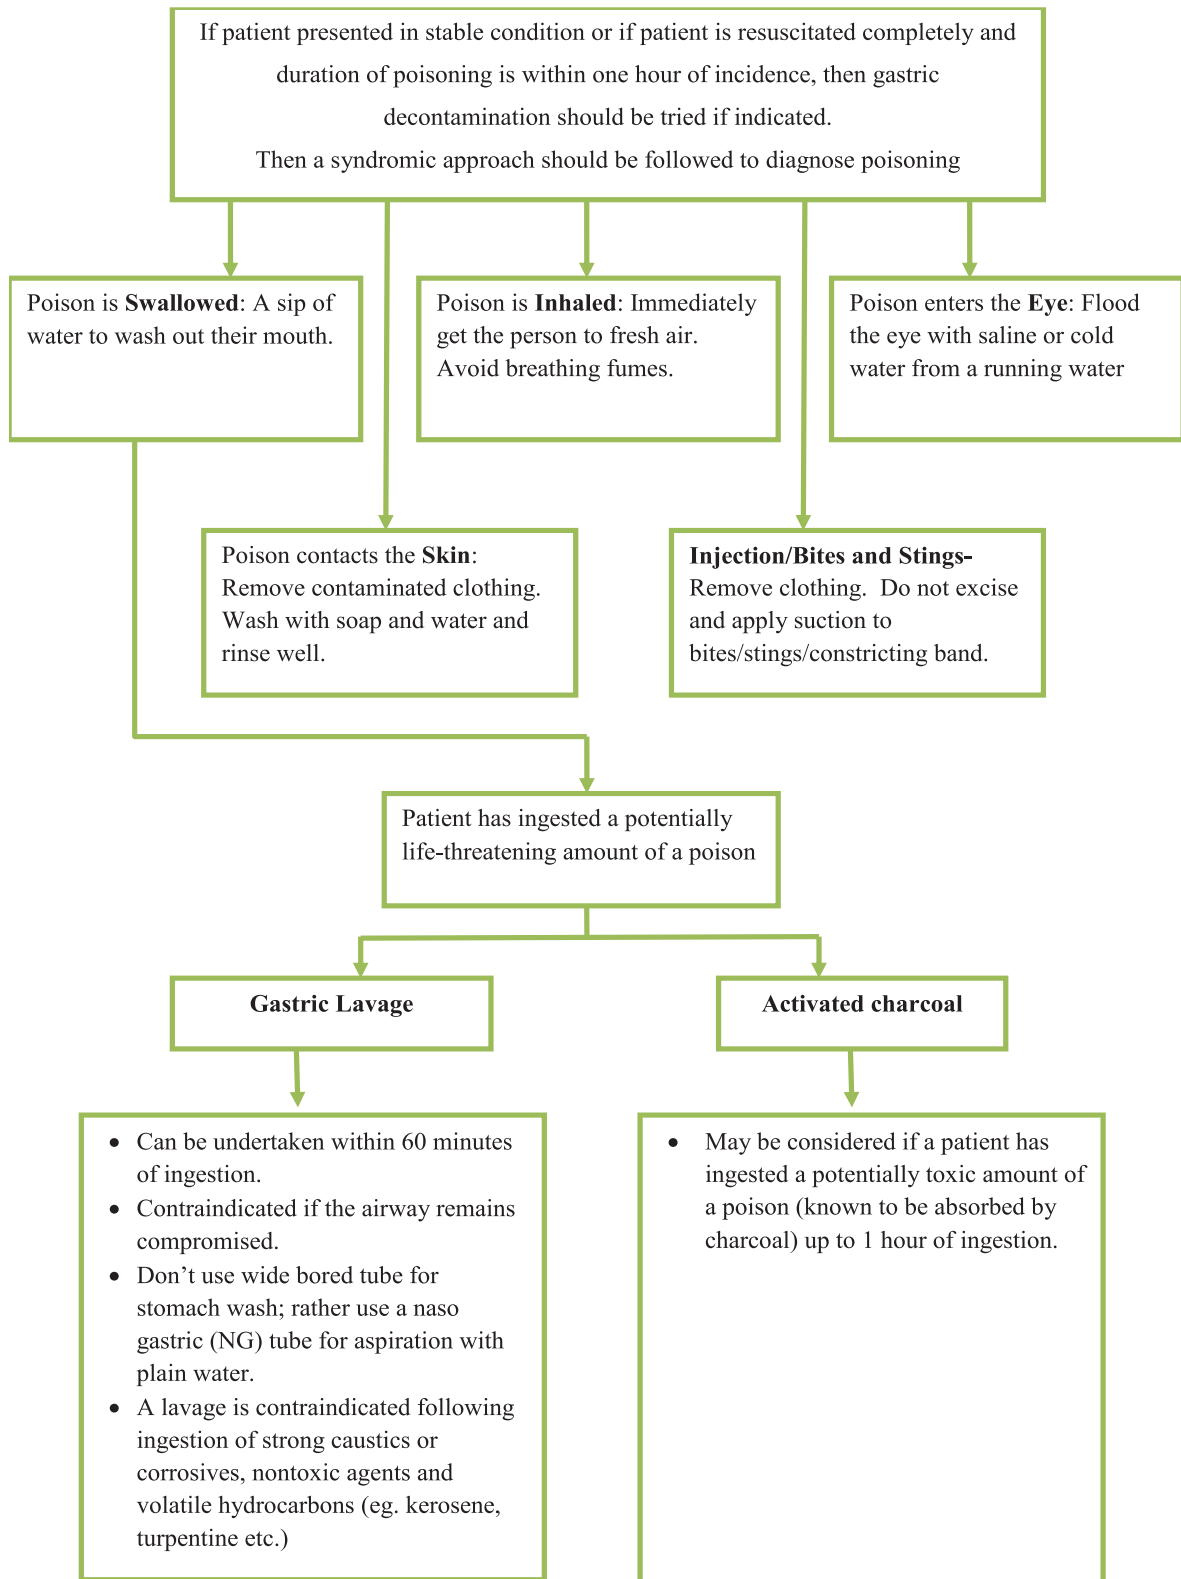 If patient presented in stable condition or if patient is resuscitated completely and
duration of poisoning is within one hour of incidence, then gastric
decontamination should be tried if indicated.
Then a syndromic approach should be followed to diagnose poisoning
Poison is Swallowed: A sip of
water to wash out their mouth.
Poison is Inhaled: Immediately
get the person to fresh air.
Avoid breathing fumes.
Poison enters the Eye: Flood
the eye with saline or cold
water from a running water
Poison contacts the Skin:
Remove contaminated clothing.
Wash with soap and water and
rinse well.
Injection/Bites and Stings-
Remove clothing. Do not excise
and apply suction to
bites/stings/constricting band.
Patient has ingested a potentially
life-threatening amount of a poison
Gastric Lavage
Activated charcoal
• Can be undertaken within 60 minutes
of ingestion.
• Contraindicated if the airway remains
compromised.
• Don’t use wide bored tube for
stomach wash; rather use a naso
gastric (NG) tube for aspiration with
plain water.
• A lavage is contraindicated following
ingestion of strong caustics or
corrosives, nontoxic agents and
volatile hydrocarbons (eg. kerosene,
turpentine etc.)
• May be considered if a patient has
ingested a potentially toxic amount of
a poison (known to be absorbed by
charcoal) up to 1 hour of ingestion.